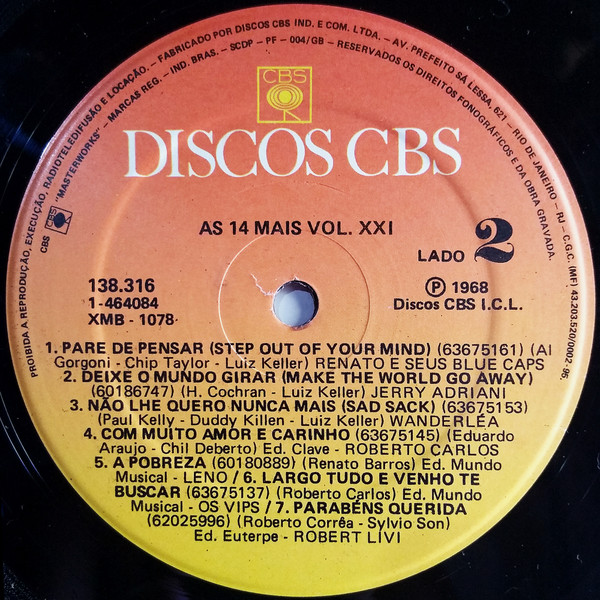 PROIBIDA A REPRODUÇÃO, EXECUÇÃO, RADIOTELEDIFUSÃO E LOCAÇÃO. – FABRICADO POR DISCOS CBS IND. E COM. LTDA. – AV. PREFEITO SÁ LESSA, 621 – RIO DE JANEIRO – RJ – C.G.C. (MF) 43.203.520/0002-95.
CBS "MASTERWORKS" – MARCAS REG. – IND. BRAS. – SCDP – PF – 004/GB – RESERVADOS OS DIREITOS FONOGRÁFICOS E DA OBRA GRAVADA.
CBS
DISCOS CBS
AS 14 MAIS VOL. XXI
LADO 2
138.316
1-464084
XMB - 1078
Ⓟ 1968
Discos CBS I.C.L.
1. PARE DE PENSAR (STEP OUT OF YOUR MIND) (63675161) (Al
Gorgoni - Chip Taylor - Luiz Keller) RENATO E SEUS BLUE CAPS
2. DEIXE O MUNDO GIRAR (MAKE THE WORLD GO AWAY)
(60186747) (H. Cochran - Luiz Keller) JERRY ADRIANI
3. NÃO LHE QUERO NUNCA MAIS (SAD SACK) (63675153)
(Paul Kelly - Duddy Killen - Luiz Keller) WANDERLÉA
4. COM MUITO AMOR E CARINHO (63675145) (Eduardo
Araujo - Chil Deberto) Ed. Clave - ROBERTO CARLOS
5. A POBREZA (60180889) (Renato Barros) Ed. Mundo
Musical - LENO / 6. LARGO TUDO E VENHO TE
BUSCAR (63675137) (Roberto Carlos) Ed. Mundo
Musical - OS VIPS / 7. PARABÉNS QUERIDA
(62025996) (Roberto Corrêa - Sylvio Son)
Ed. Euterpe - ROBERT LIVI